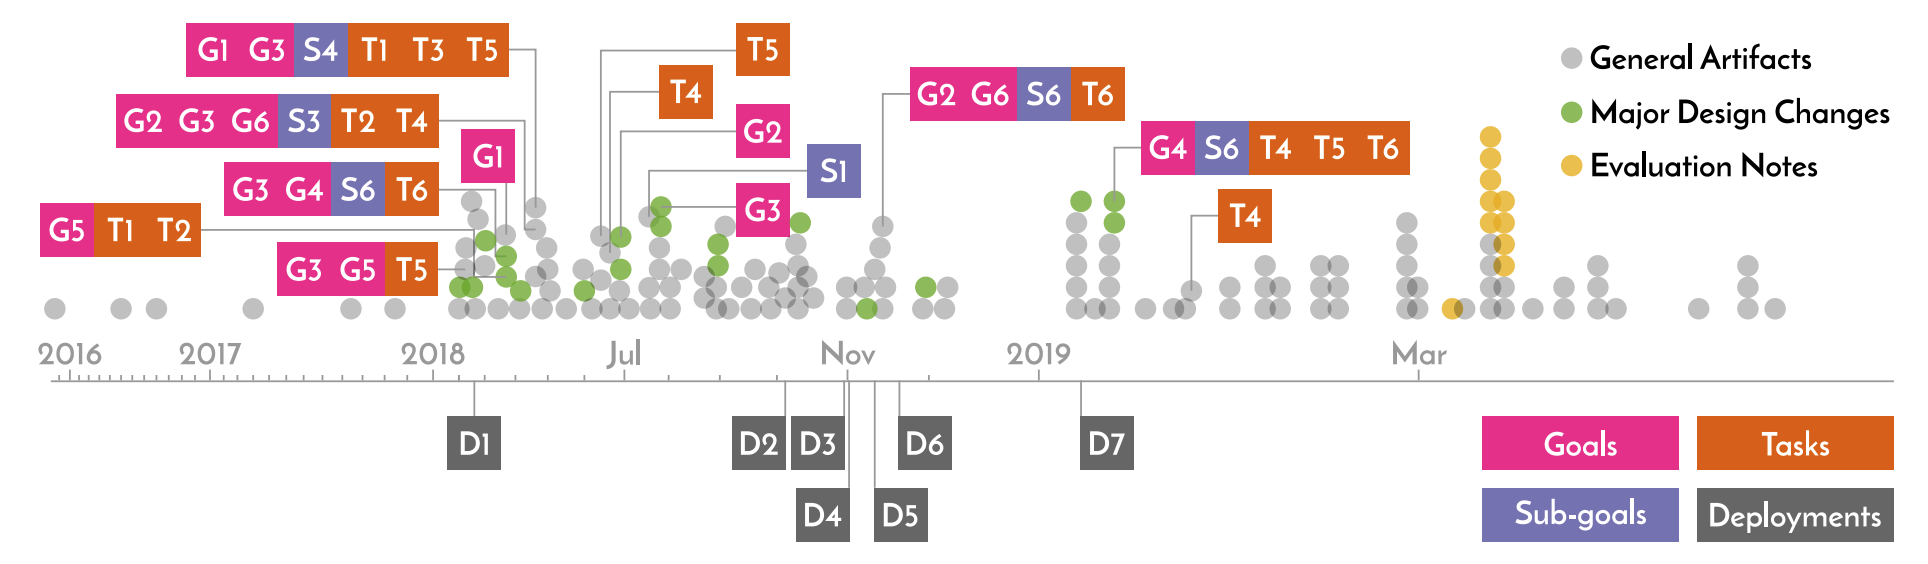 G1 G3 S4 T1 T3 T5
T5
General Artifacts
T4
G2 G6 S6 T6
G2 G3 G6 S3 T2 T4
Major Design Changes
G2
G1
G4 S6 T4 T5 T6
S1
Evaluation Notes
G3 G4 S6 T6
G3
T4
G5 T1 T2
G3 G5 T5
2016 2017 2018 Jul Nov 2019 Mar
D1 D2 D3 D6 D7
Goals Tasks
D4 D5
Sub-goals Deployments